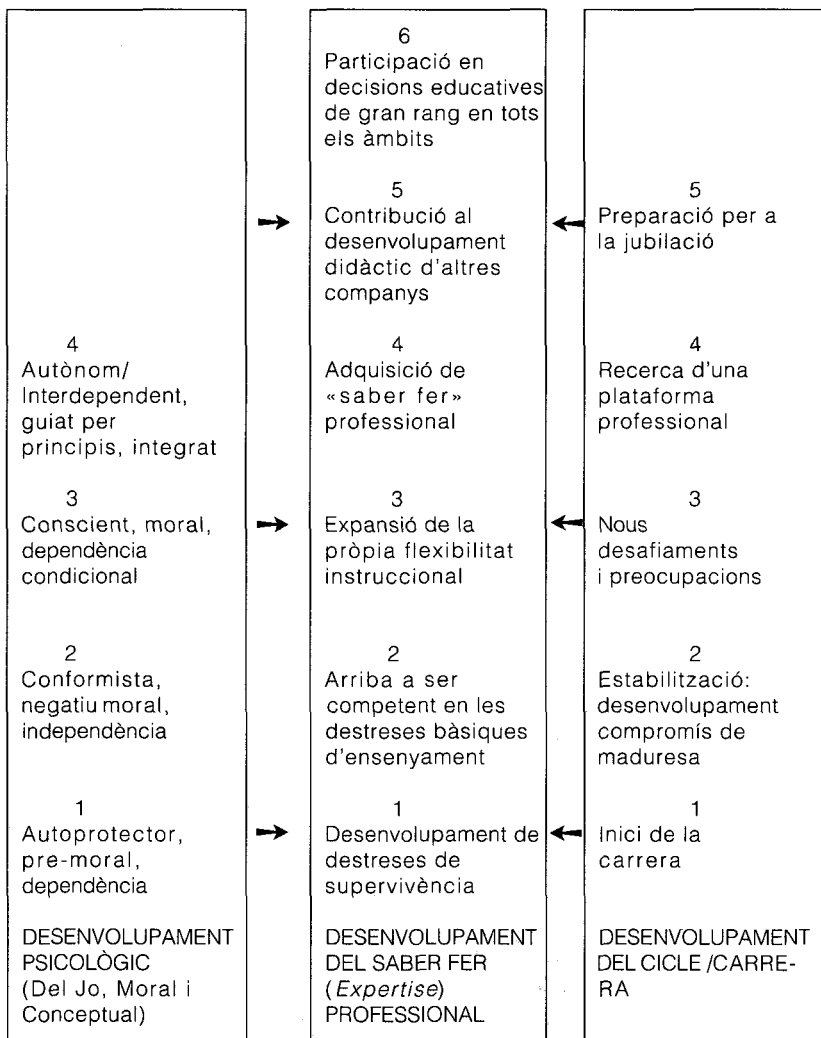 6
Participació en
decisions educatives
de gran rang en tots
els àmbits
5
Contribució al
desenvolupament
didàctic d'altres
companys
5
Preparació per a
la jubilació
4
Autònom/
Interdependent,
guiat per
principis, integrat
4
Adquisició de
«saber fer»
professional
4
Recerca d'una
plataforma
professional
3
Conscient, moral,
dependència
condicional
3
Expansió de la
pròpia flexibilitat
instruccional
3
Nous
desafiaments
i preocupacions
2
Conformista,
negatiu moral,
independència
2
Arriba a ser
competent en les
destreses bàsiques
d'ensenyament
2
Estabilització:
desenvolupament
compromís de
maduresa
1
Autoprotector,
pre-moral,
dependència
1
Desenvolupament de
destreses de
supervivència
1
Inici de la
carrera
DESENVOLUPAMENT
PSICOLÒGIC
(Del Jo, Moral i
Conceptual)
DESENVOLUPAMENT
DEL SABER FER
(Expertise)
PROFESSIONAL
DESENVOLUPAMENT
DEL CICLE /CARRE-
RA